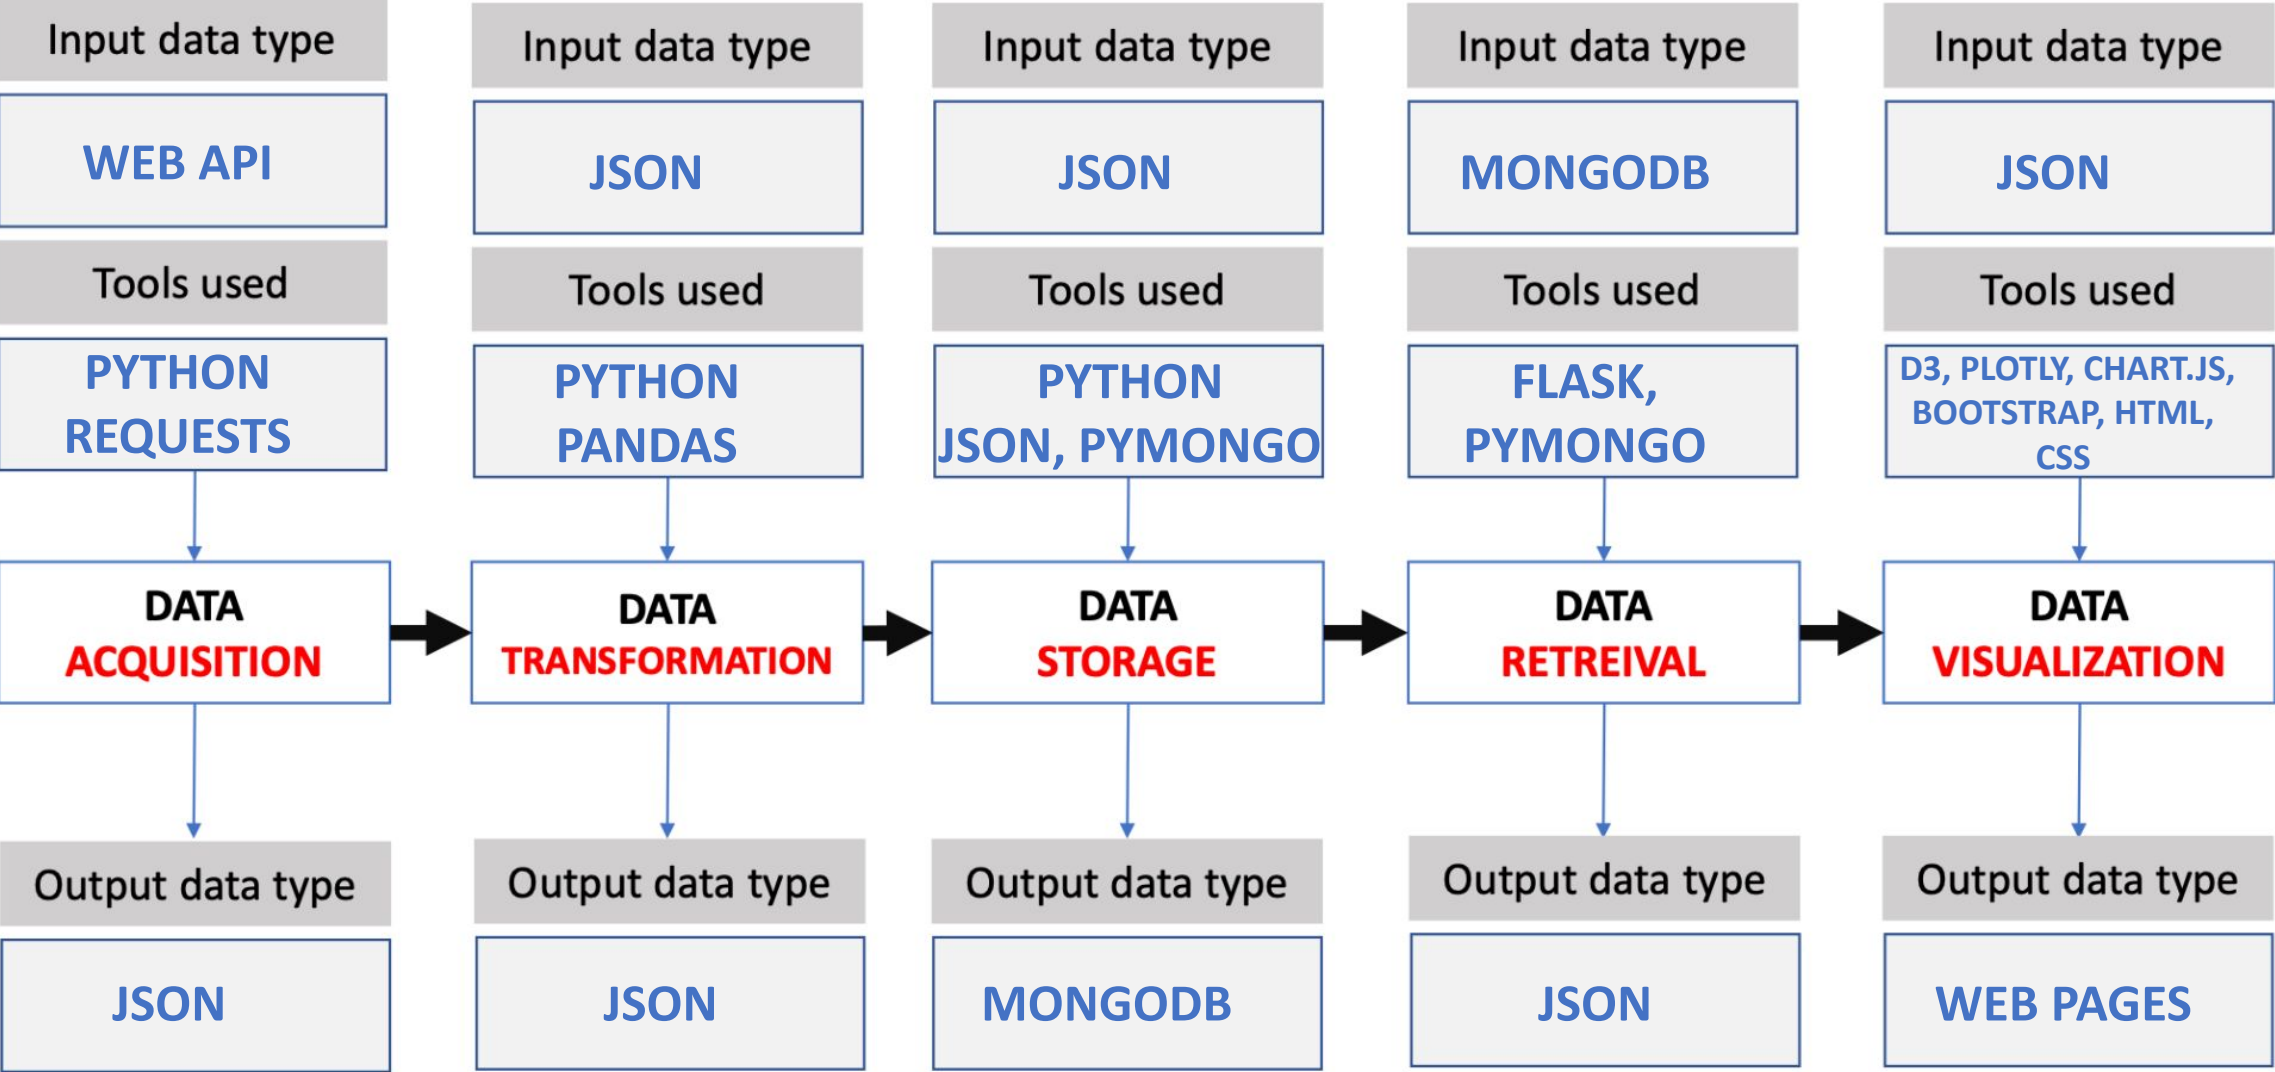 Input data type
WEB API
Tools used
PYTHON
REQUESTS
DATA
ACQUISITION
Output data type
JSON
Input data type
JSON
Tools used
PYTHON
PANDAS
DATA
TRANSFORMATION
Output data type
JSON
Input data type
JSON
Tools used
PYTHON
JSON, PYMONGO
DATA
STORAGE
Output data type
MONGODB
Input data type
MONGODB
Tools used
FLASK,
PYMONGO
DATA
RETREIVAL
Output data type
JSON
Input data type
JSON
Tools used
D3, PLOTLY, CHART.JS,
BOOTSTRAP, HTML,
CSS
DATA
VISUALIZATION
Output data type
WEB PAGES